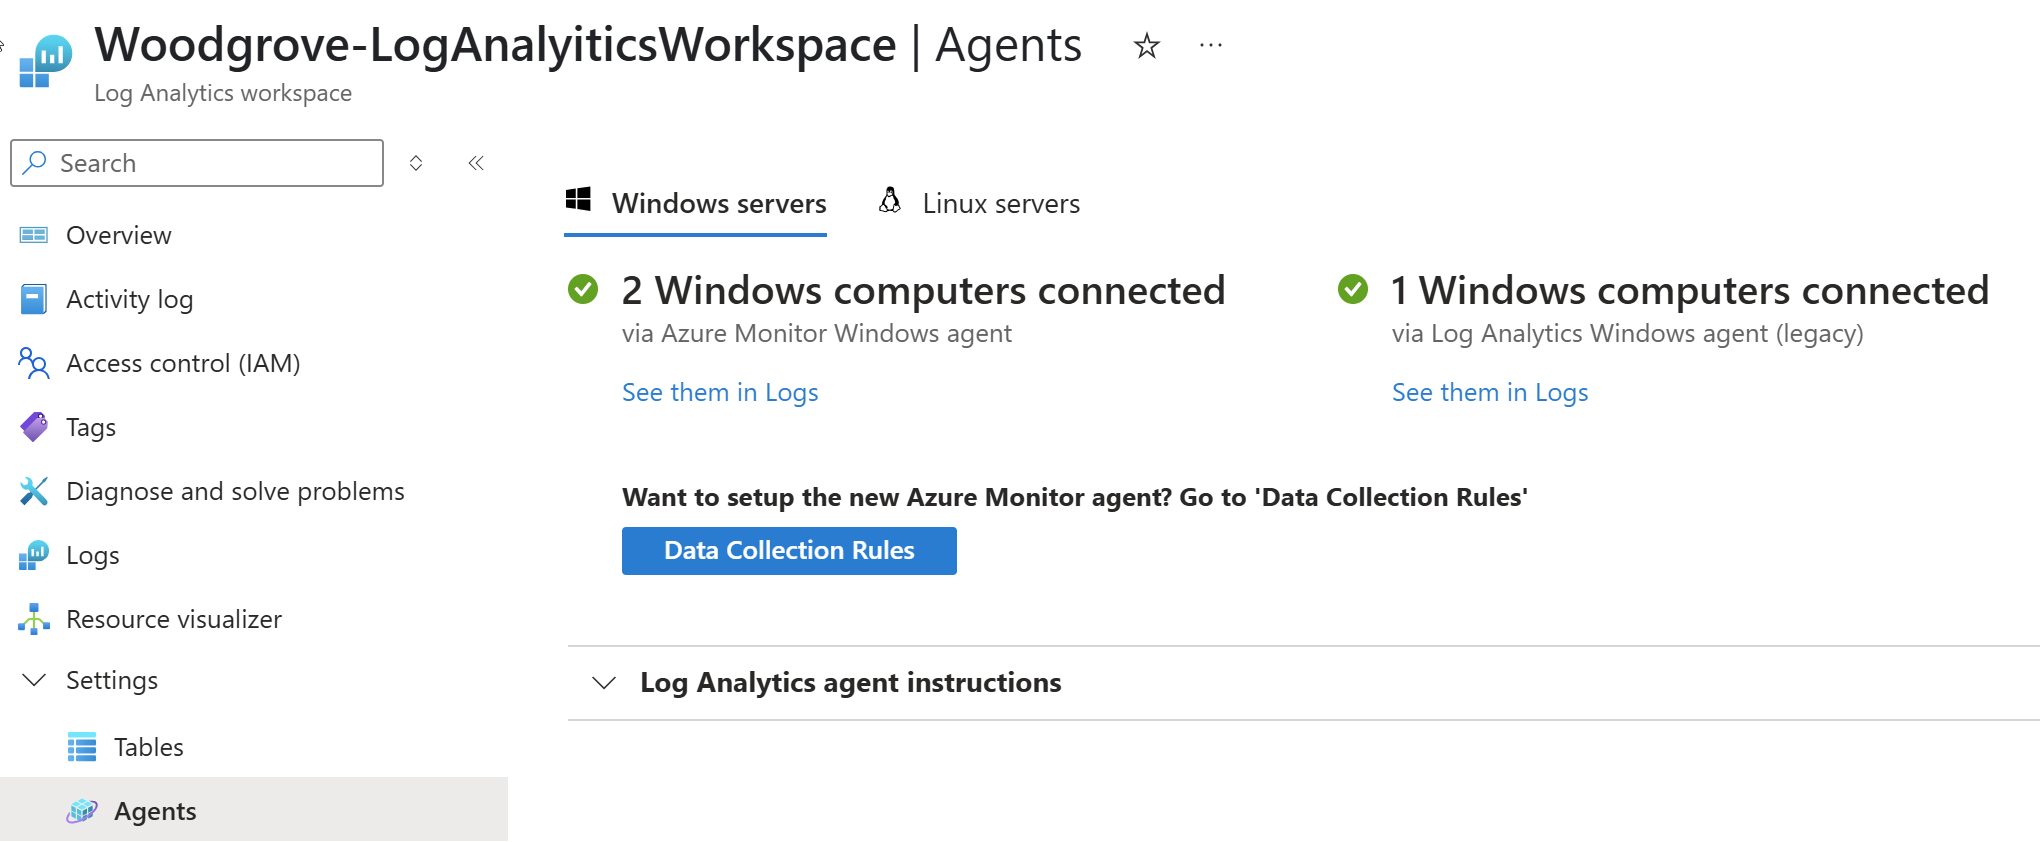 Woodgrove-LogAnalyiticsWorkspace | Agents
Log Analytics workspace
Search
Overview
Activity log
Access control (IAM)
Tags
Diagnose and solve problems
Logs
Resource visualizer
Settings
Tables
Agents
Windows servers
Linux servers
2 Windows computers connected
via Azure Monitor Windows agent
See them in Logs
1 Windows computers connected
via Log Analytics Windows agent (legacy)
See them in Logs
Want to setup the new Azure Monitor agent? Go to 'Data Collection Rules'
Data Collection Rules
Log Analytics agent instructions